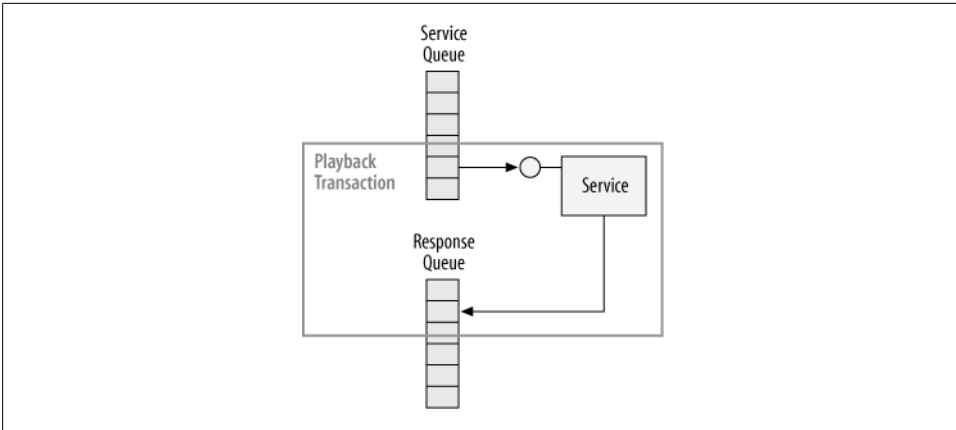 Service
Queue
Playback
Transaction
Service
Response
Queue